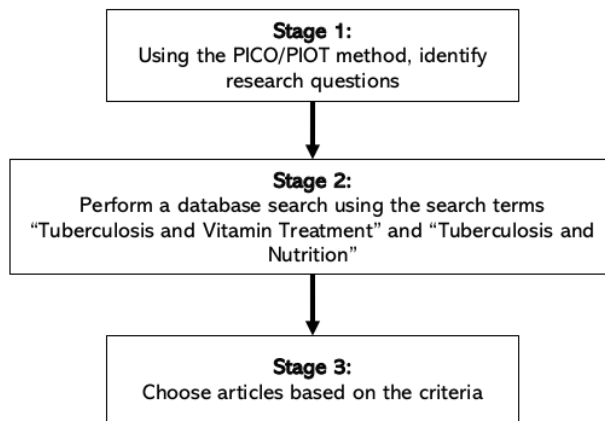 Stage 1:
Using the PICO/PIOT method, identify
research questions
Stage 2:
Perform a database search using the search terms
“Tuberculosis and Vitamin Treatment” and “Tuberculosis and
Nutrition”
Stage 3:
Choose articles based on the criteria